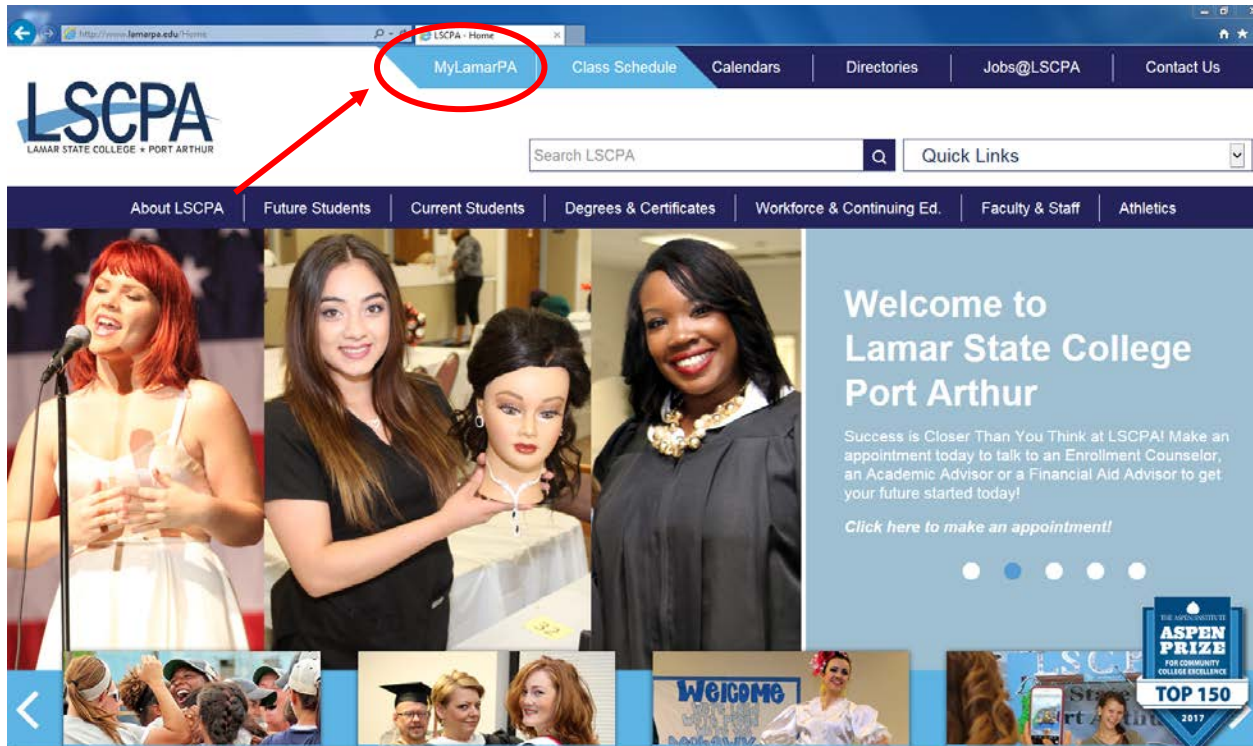 http://www.lamarpa.edu/Home
LSCPA - Home
MyLamarPA
Class Schedule
Calendars
Directories
Jobs@LSCPA
Contact Us
LSCPA
LAMAR STATE COLLEGE ★ PORT ARTHUR
Search LSCPA
Quick Links
About LSCPA
Future Students
Current Students
Degrees & Certificates
Workforce & Continuing Ed.
Faculty & Staff
Athletics
Welcome to
Lamar State College
Port Arthur
Success is Closer Than You Think at LSCPA! Make an
appointment today to talk to an Enrollment Counselor,
an Academic Advisor or a Financial Aid Advisor to get
your future started today!
Click here to make an appointment!
32
THE ASPEN INSTITUTE
ASPEN
PRIZE
FOR COMMUNITY
COLLEGE EXCELLENCE
TOP 150
2017
WELCOME